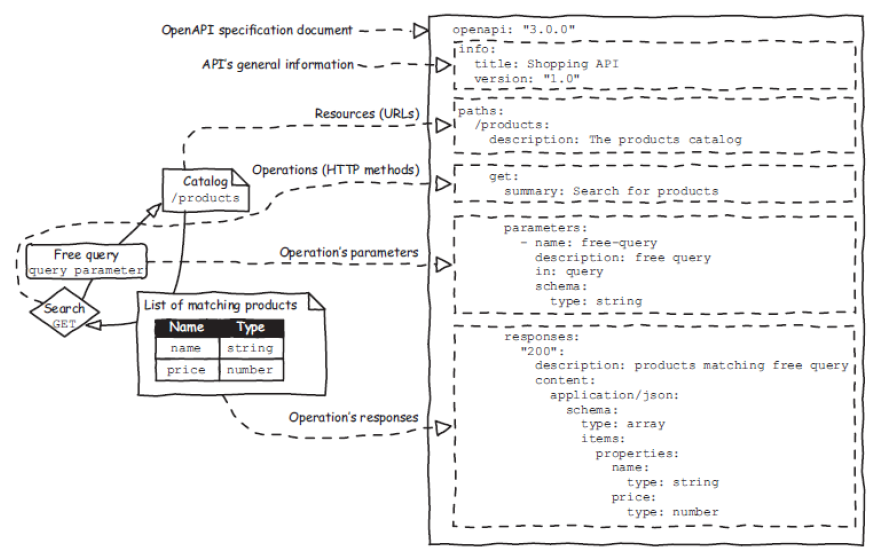 OpenAPI specification document
API's general information
Resources (URLs)
Operations (HTTP methods)
Catalog
/products
Operation's parameters
Free query
query parameter
Search
GET
List of matching products
Name Type
name string
price number
Operation's responses
openapi: "3.0.0"
info:
title: Shopping API
version: "1.0"
paths:
/products:
description: The products catalog
get:
summary: Search for products
parameters:
- name: free-query
description: free query
in: query
schema:
type: string
responses:
"200":
description: products matching free query
content:
application/json:
schema:
type: array
items:
properties:
name:
type: string
price:
type: number